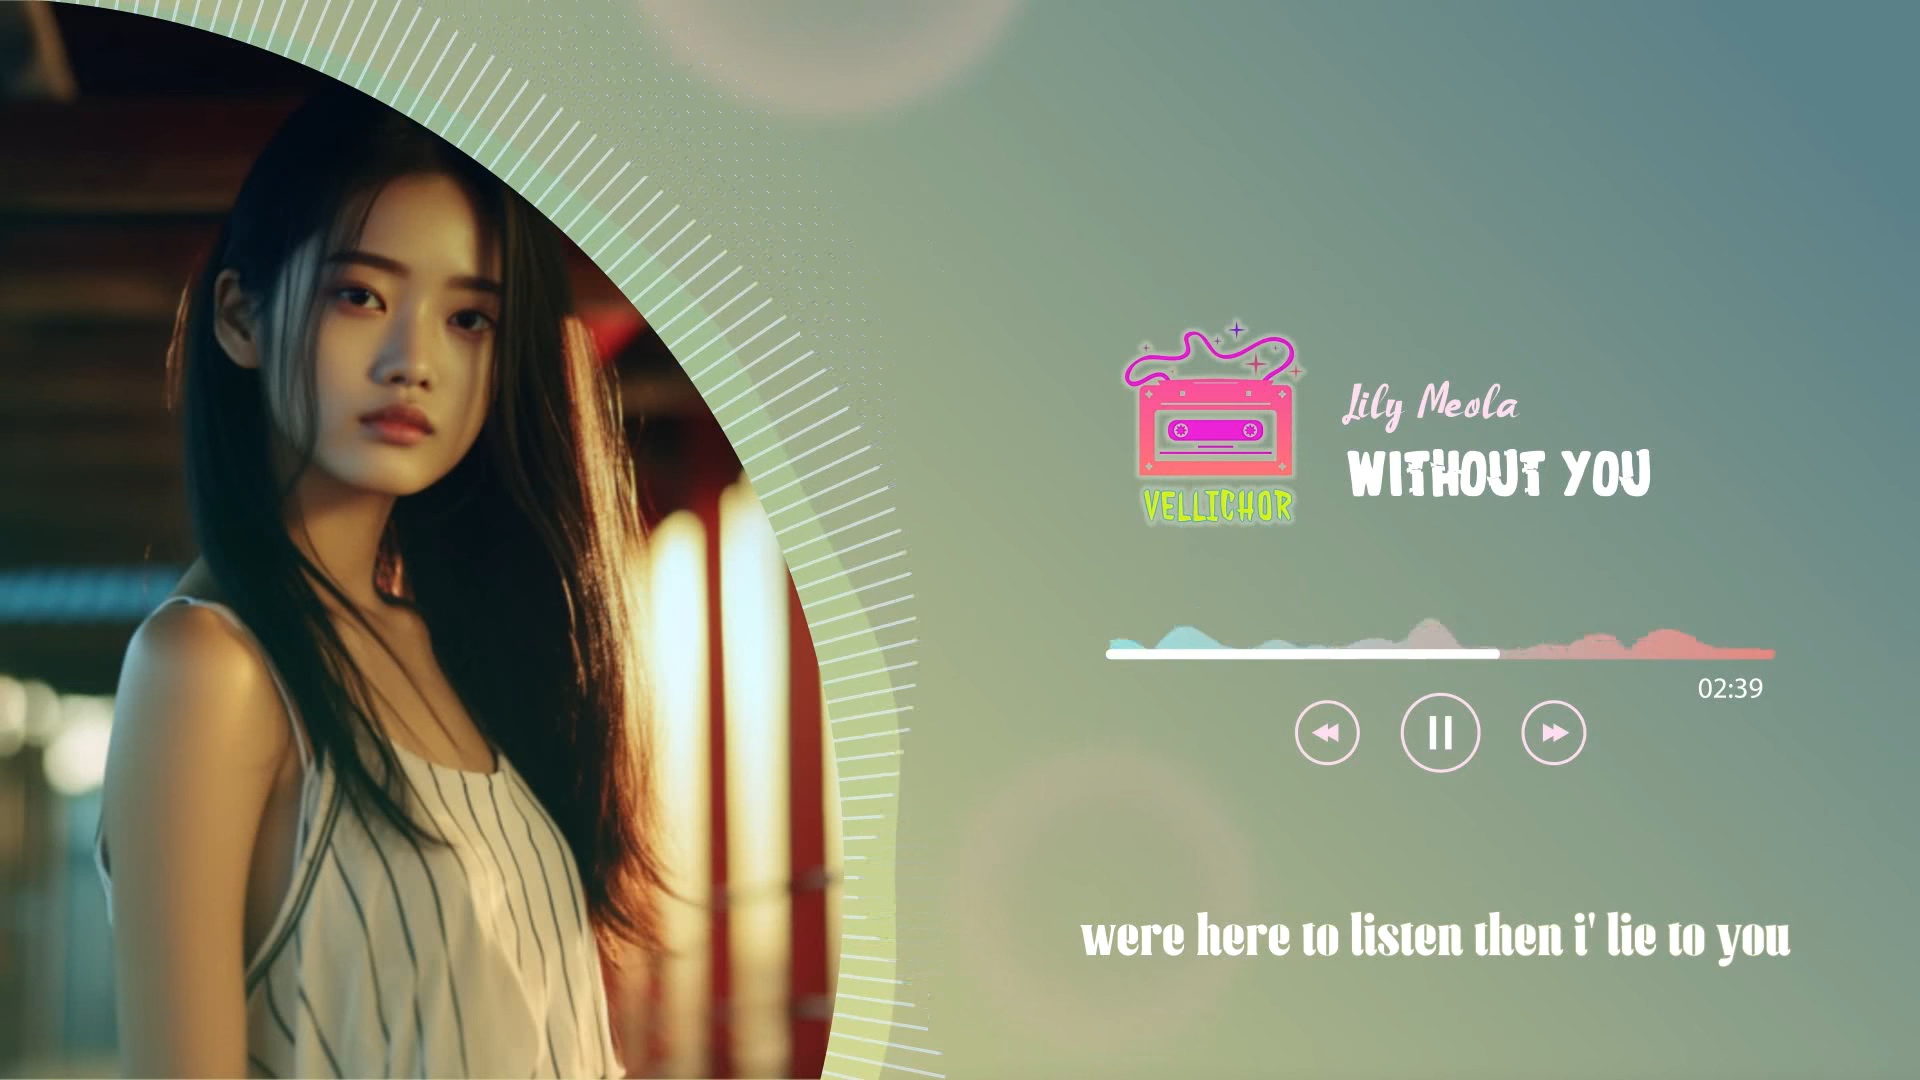 Lily Meola
WITHOUT YOU
VELLICHOR
02:39
were here to listen then i' lie to you